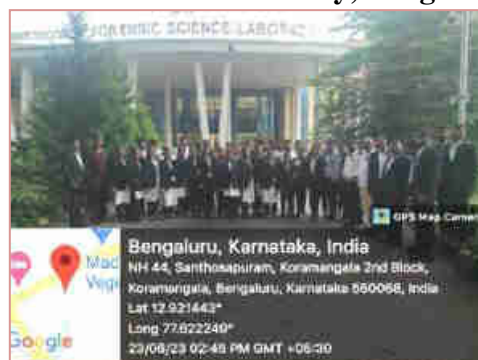 FORENSIC SCIENCE LABORATORY
GPS Map Camera
Bengaluru, Karnataka, India
NH 44, Santhosapuram, Koramangala 2nd Block,
Koramangala, Bengaluru, Karnataka 560068, India
Lat 12.921443°
Long 77.622249°
23/06/23 02:45 PM GMT +05:30
Google